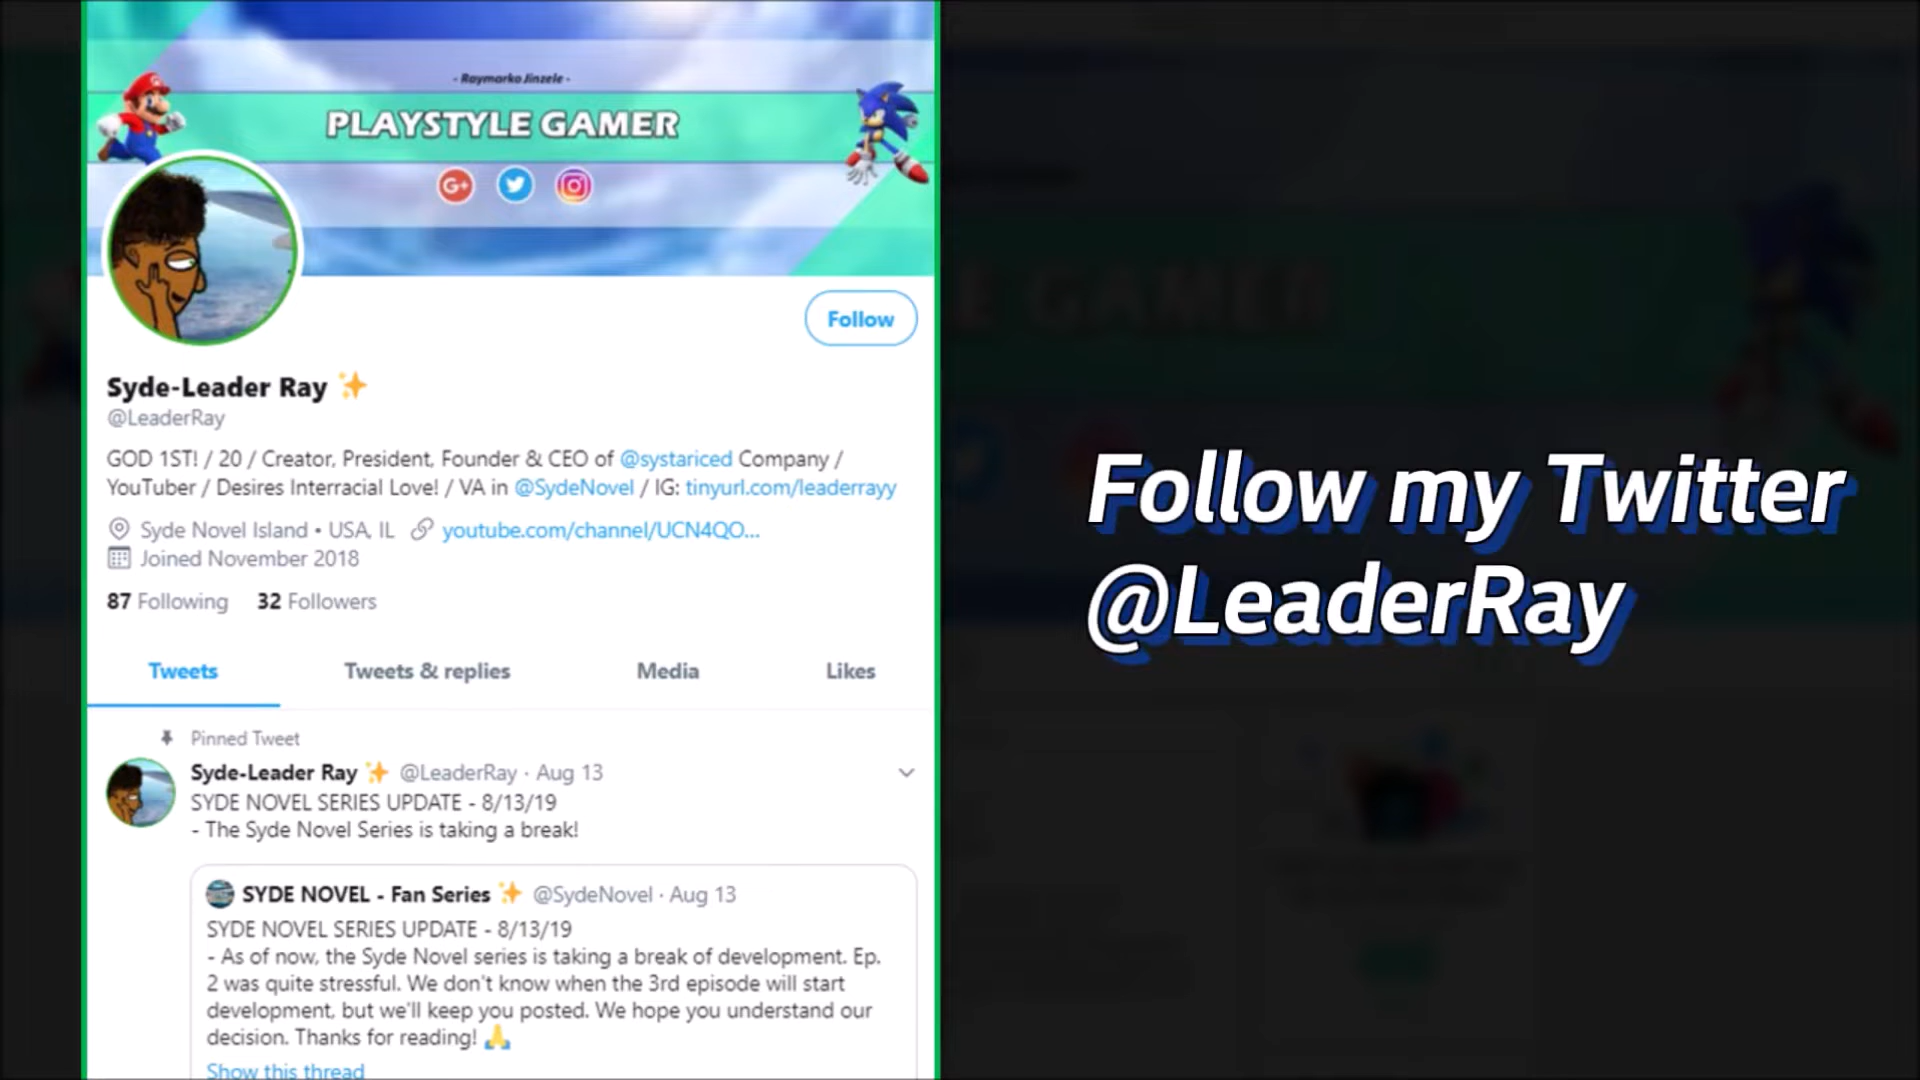 - Raymarko Jinzele -
PLAYSTYLE GAMER
G+
Follow
Syde-Leader Ray ✨
@LeaderRay
GOD 1ST! / 20 / Creator, President, Founder & CEO of @systariced Company /
YouTuber / Desires Interracial Love! / VA in @SydeNovel / IG: tinyurl.com/leaderrayy
Syde Novel Island • USA, IL youtube.com/channel/UCN4QO...
Joined November 2018
87 Following 32 Followers
Tweets Tweets & replies Media Likes
Pinned Tweet
Syde-Leader Ray ✨ @LeaderRay · Aug 13
SYDE NOVEL SERIES UPDATE - 8/13/19
- The Syde Novel Series is taking a break!
SYDE NOVEL - Fan Series ✨ @SydeNovel · Aug 13
SYDE NOVEL SERIES UPDATE - 8/13/19
- As of now, the Syde Novel series is taking a break of development. Ep.
2 was quite stressful. We don't know when the 3rd episode will start
development, but we'll keep you posted. We hope you understand our
decision. Thanks for reading! 🙏
Show this thread
E GAMER
Follow my Twitter
@LeaderRay